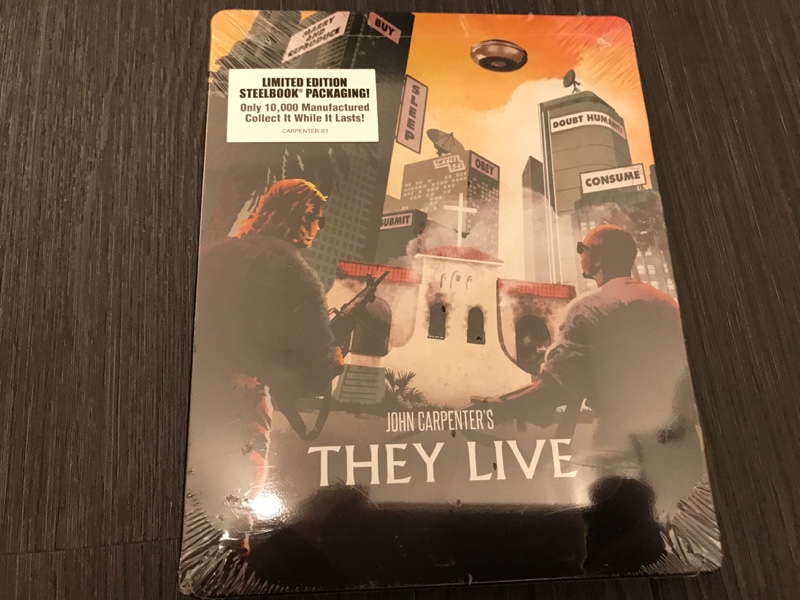 MARRY
AND
REPRODUCE
BUY
LIMITED EDITION
STEELBOOK® PACKAGING!
Only 10,000 Manufactured
Collect It While It Lasts!
CARPENTER-S1
SLEEP
OBEY
DOUBT HUMANITY
CONSUME
SUBMIT
JOHN CARPENTER'S
THEY LIVE